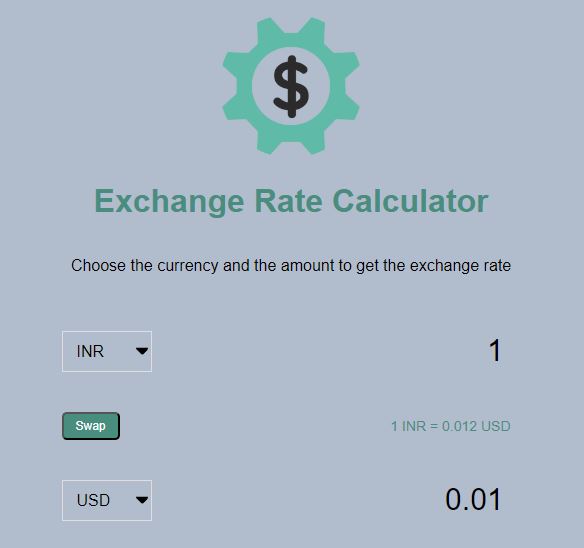 $
Exchange Rate Calculator
Choose the currency and the amount to get the exchange rate
INR 1
Swap 1 INR = 0.012 USD
USD 0.01